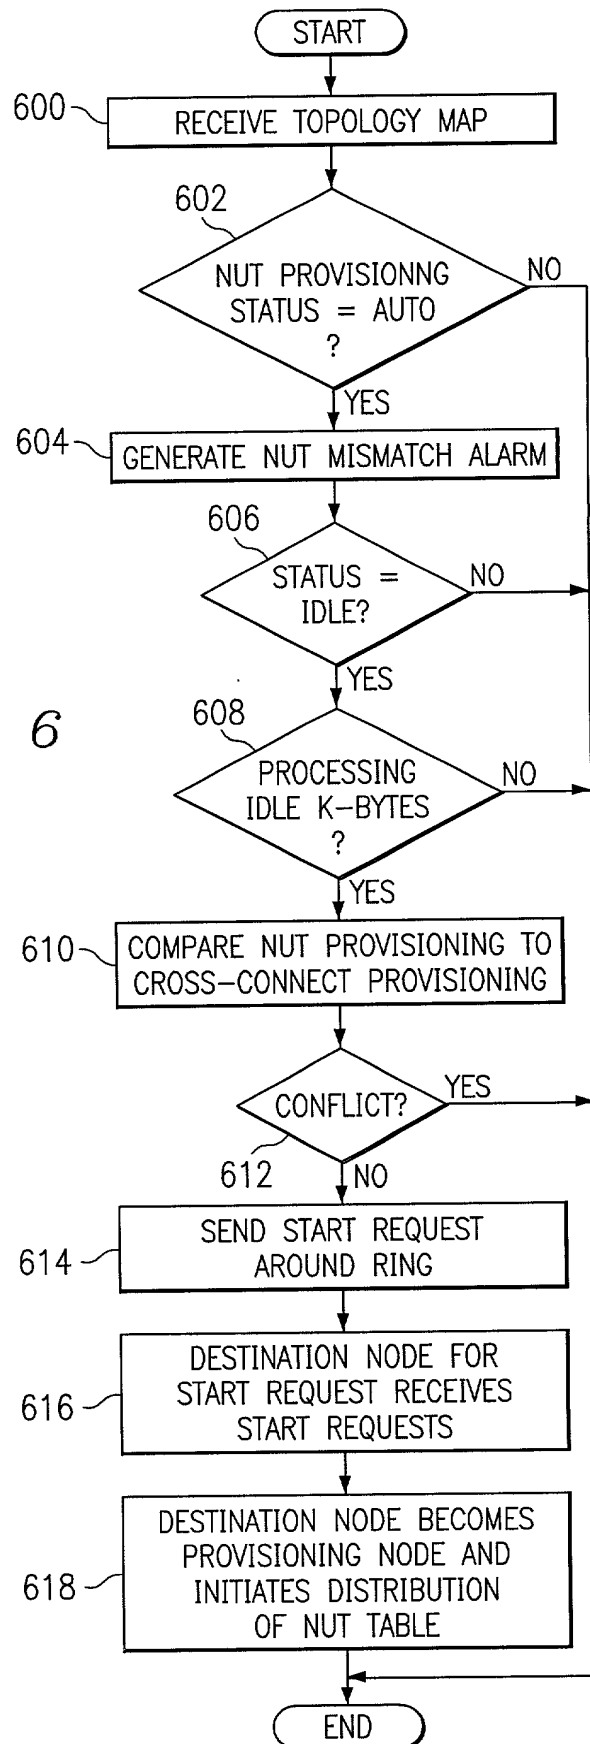 START
600
RECEIVE TOPOLOGY MAP
602
NUT PROVISIONNG
STATUS = AUTO
?
NO
YES
604
GENERATE NUT MISMATCH ALARM
606
STATUS =
IDLE?
NO
YES
6
608
PROCESSING
IDLE K-BYTES
?
NO
YES
610
COMPARE NUT PROVISIONING TO
CROSS-CONNECT PROVISIONING
CONFLICT?
YES
612
NO
614
SEND START REQUEST
AROUND RING
616
DESTINATION NODE FOR
START REQUEST RECEIVES
START REQUESTS
618
DESTINATION NODE BECOMES
PROVISIONING NODE AND
INITIATES DISTRIBUTION
OF NUT TABLE
END